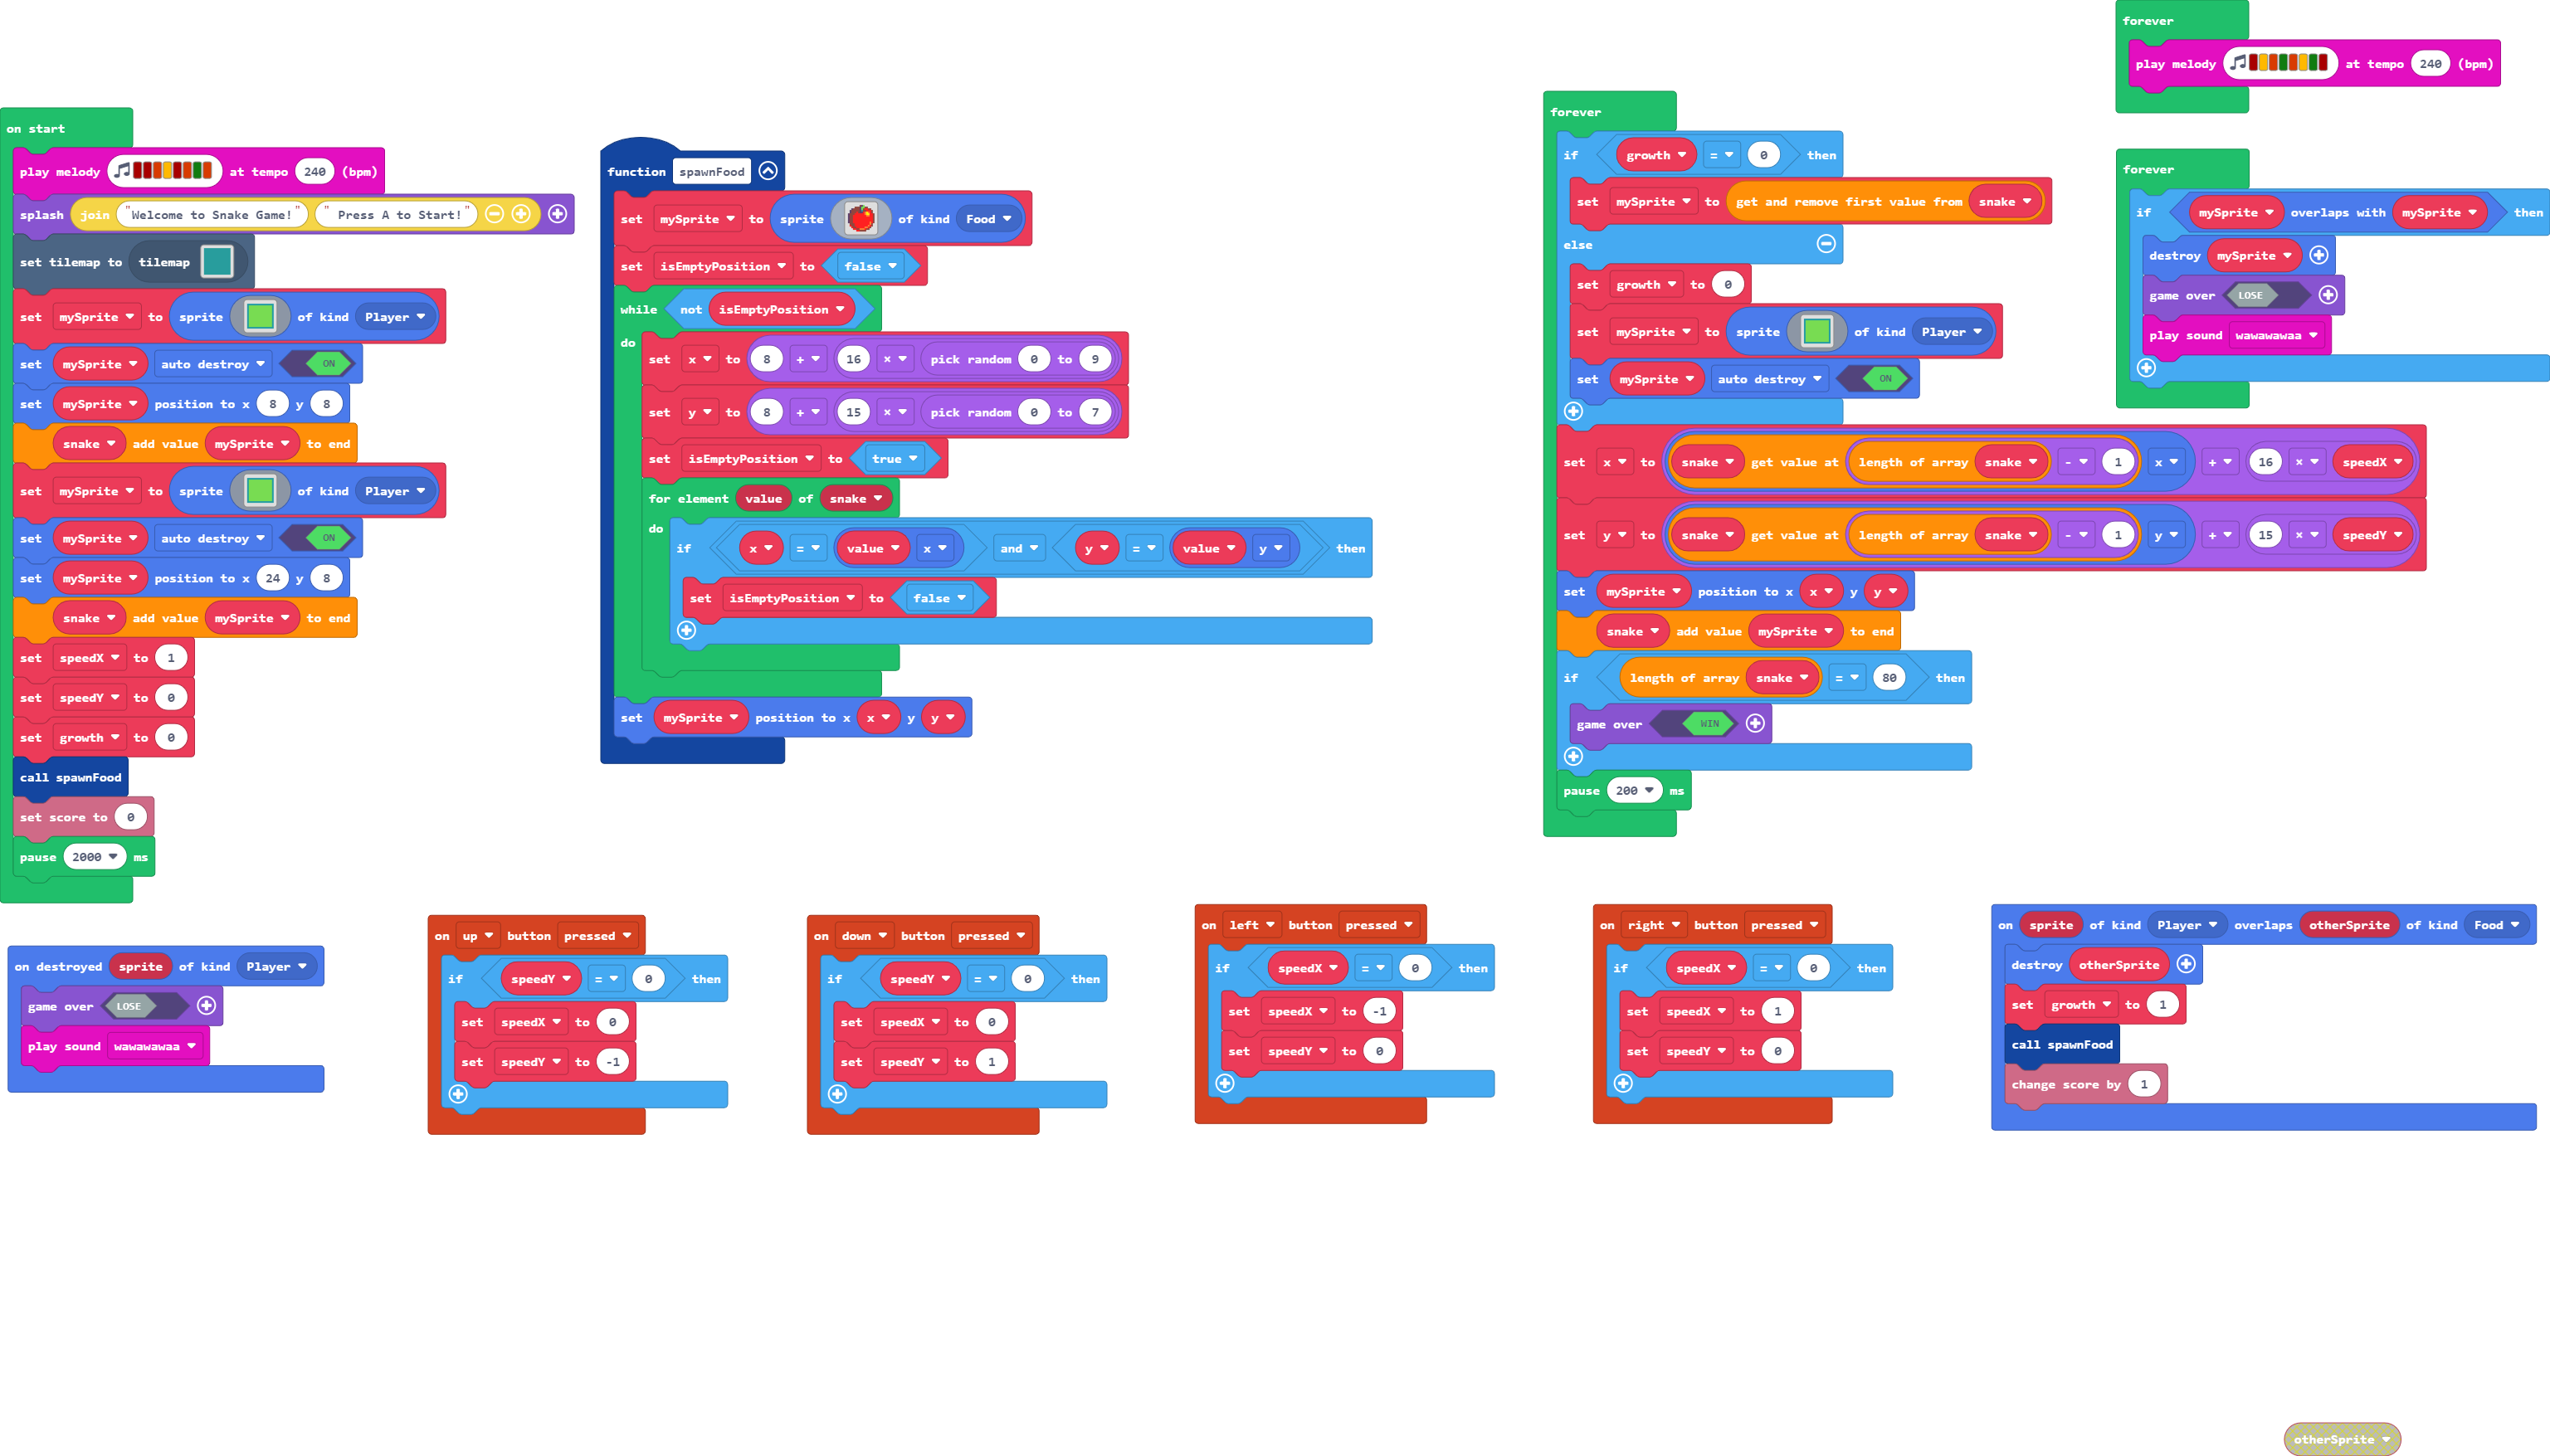 on start
play melody at tempo 240 (bpm)
splash join "Welcome to Snake Game!" " Press A to Start!"
set tilemap to tilemap
set mySprite to sprite of kind Player
set mySprite auto destroy ON
set mySprite position to x 8 y 8
snake add value mySprite to end
set mySprite to sprite of kind Player
set mySprite auto destroy ON
set mySprite position to x 24 y 8
snake add value mySprite to end
set speedX to 1
set speedY to 0
set growth to 0
call spawnFood
set score to 0
pause 2000 ms
function spawnFood
set mySprite to sprite of kind Food
set isEmptyPosition to false
while not isEmptyPosition
do
set x to 8 + 16 × pick random 0 to 9
set y to 8 + 15 × pick random 0 to 7
set isEmptyPosition to true
for element value of snake
do
if x = value x and y = value y then
set isEmptyPosition to false
set mySprite position to x x y y
forever
if growth = 0 then
set mySprite to get and remove first value from snake
else
set growth to 0
set mySprite to sprite of kind Player
set mySprite auto destroy ON
set x to snake get value at length of array snake - 1 x + 16 × speedX
set y to snake get value at length of array snake - 1 y + 15 × speedY
set mySprite position to x x y y
snake add value mySprite to end
if length of array snake = 80 then
game over WIN
pause 200 ms
forever
play melody at tempo 240 (bpm)
forever
if mySprite overlaps with mySprite then
destroy mySprite
game over LOSE
play sound wawawawaa
on destroyed sprite of kind Player
game over LOSE
play sound wawawawaa
on up button pressed
if speedY = 0 then
set speedX to 0
set speedY to -1
on down button pressed
if speedY = 0 then
set speedX to 0
set speedY to 1
on left button pressed
if speedX = 0 then
set speedX to -1
set speedY to 0
on right button pressed
if speedX = 0 then
set speedX to 1
set speedY to 0
on sprite of kind Player overlaps otherSprite of kind Food
destroy otherSprite
set growth to 1
call spawnFood
change score by 1
otherSprite